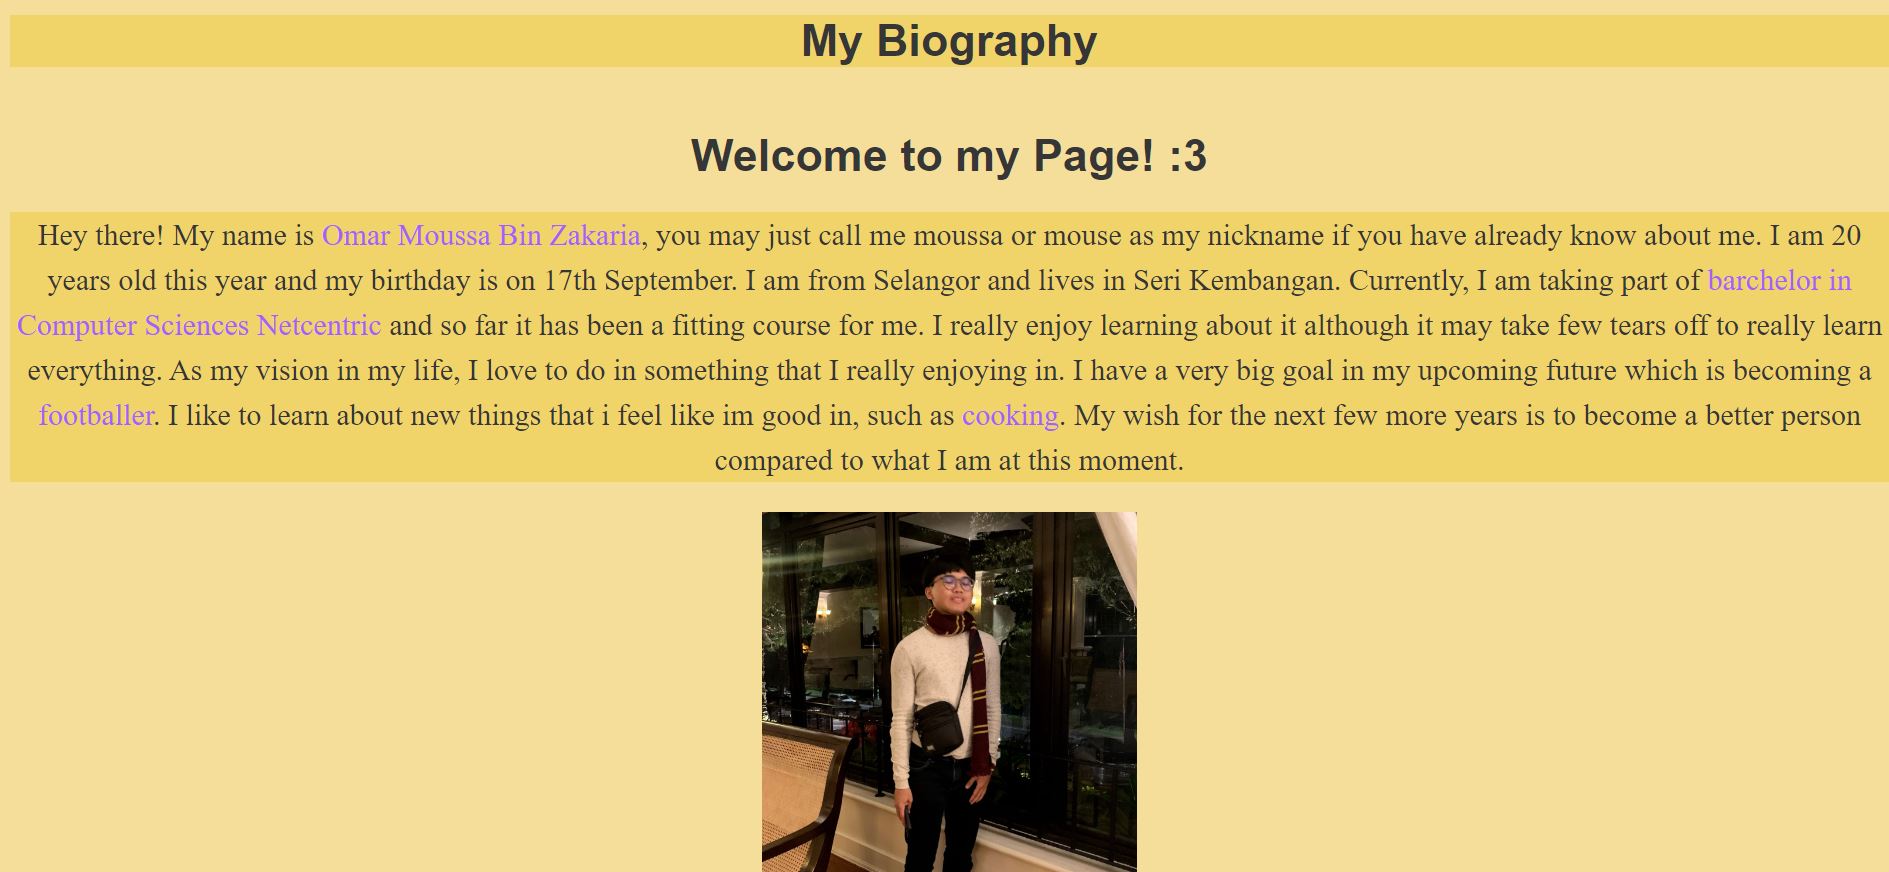 My Biography
Welcome to my Page! :3
Hey there! My name is Omar Moussa Bin Zakaria, you may just call me moussa or mouse as my nickname if you have already know about me. I am 20
years old this year and my birthday is on 17th September. I am from Selangor and lives in Seri Kembangan. Currently, I am taking part of barchelor in
Computer Sciences Netcentric and so far it has been a fitting course for me. I really enjoy learning about it although it may take few tears off to really learn
everything. As my vision in my life, I love to do in something that I really enjoying in. I have a very big goal in my upcoming future which is becoming a
footballer. I like to learn about new things that i feel like im good in, such as cooking. My wish for the next few more years is to become a better person
compared to what I am at this moment.